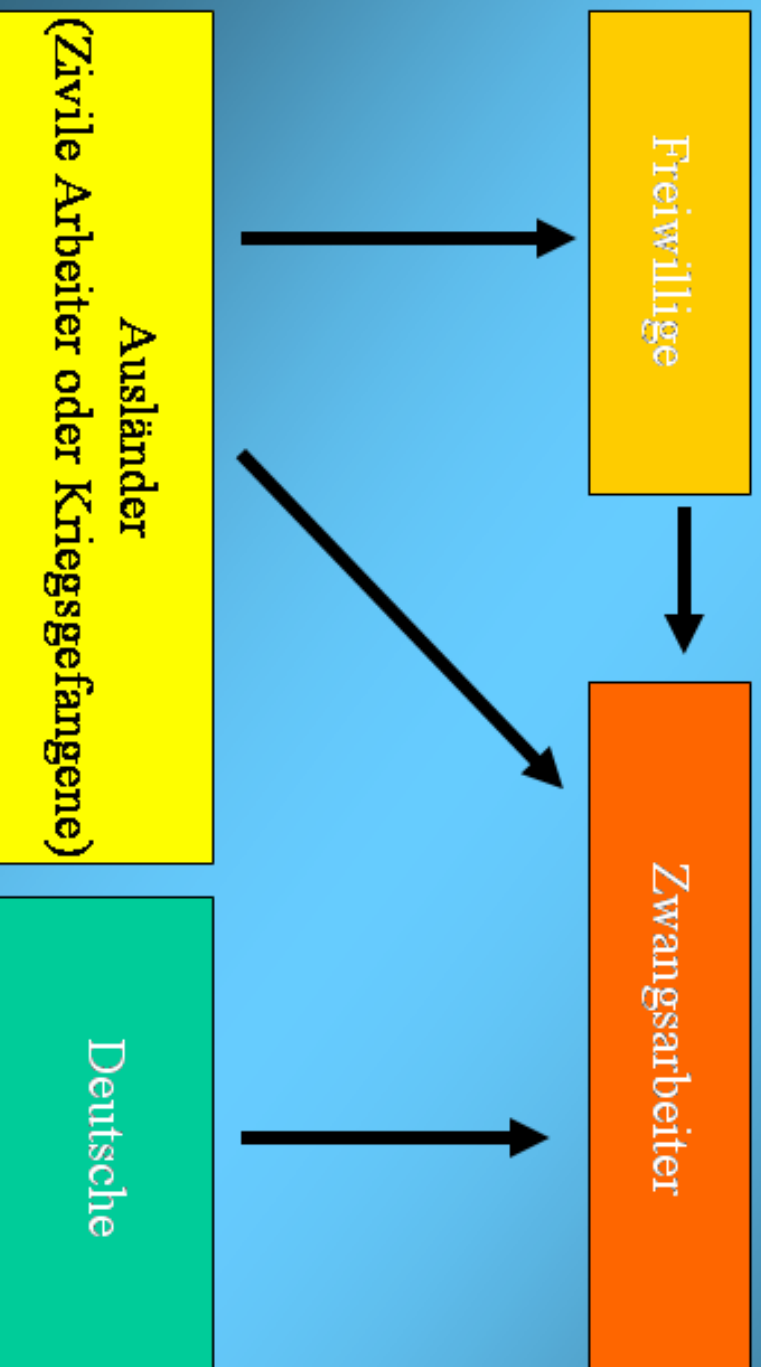 Freiwillige
Zwangsarbeiter
Ausländer
(Zivile Arbeiter oder Kriegsgefangene)
Deutsche